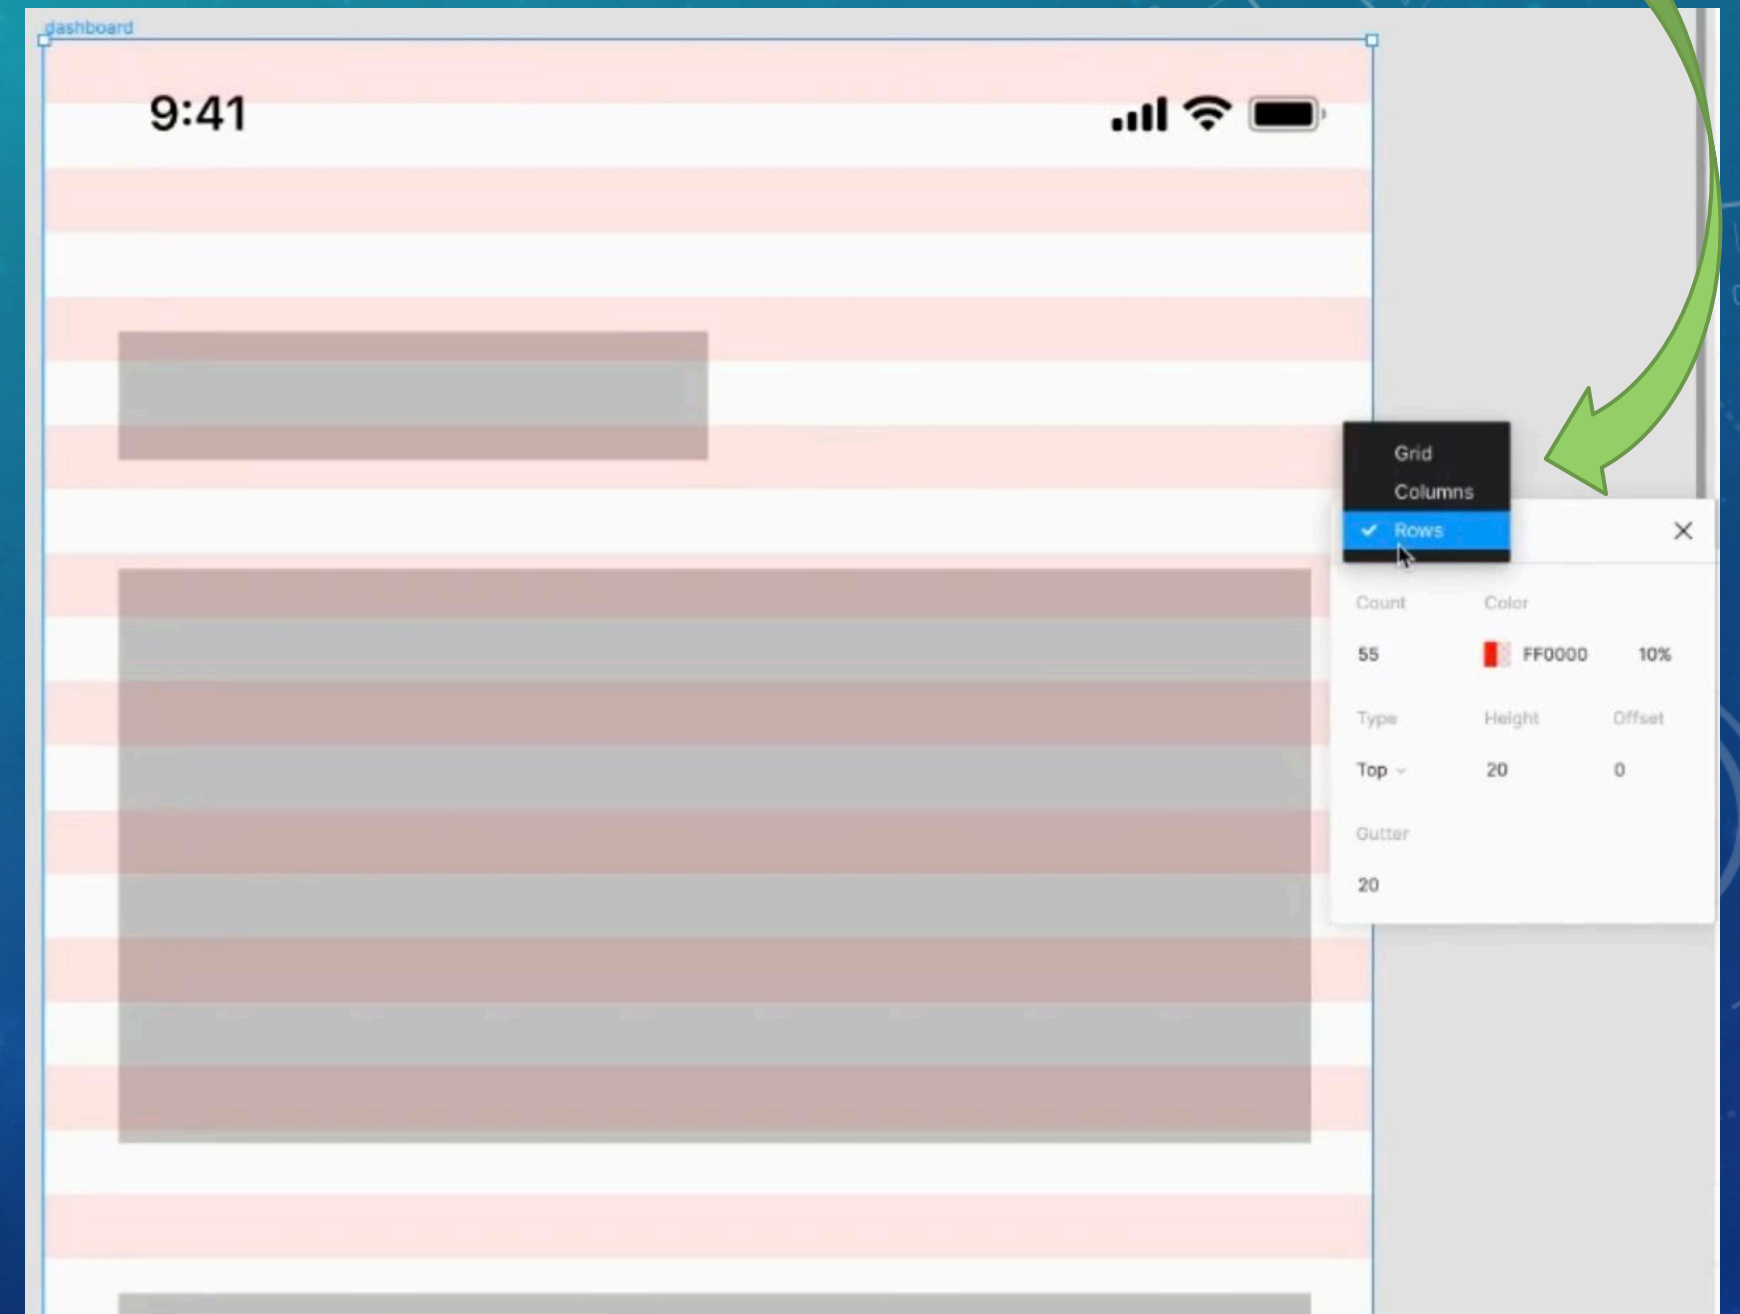 dashboard
9:41
Grid
Columns
Rows
Count Color
55 FF0000 10%
Type Height Offset
Top 20 0
Gutter
20